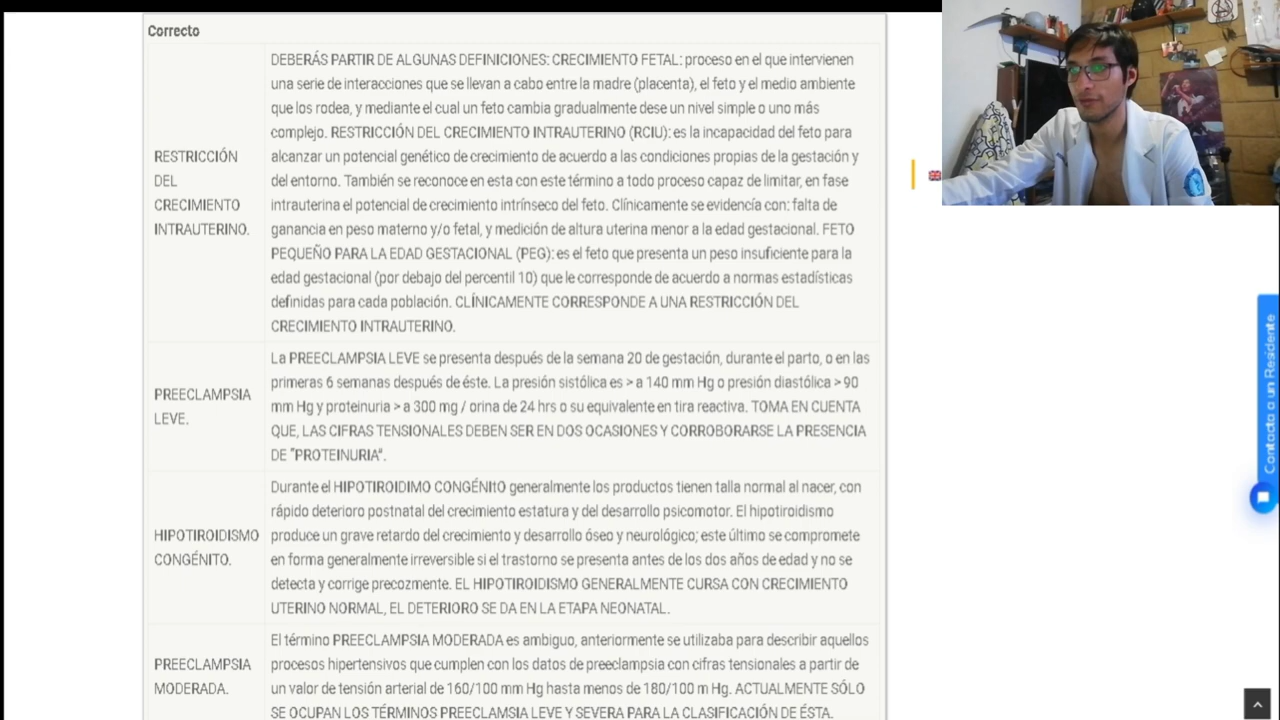 Correcto
DEBERÁS PARTIR DE ALGUNAS DEFINICIONES: CRECIMIENTO FETAL: proceso en el que intervienen
una serie de interacciones que se llevan a cabo entre la madre (placenta), el feto y el medio ambiente
que los rodea, y mediante el cual un feto cambia gradualmente dese un nivel simple o uno más
complejo. RESTRICCIÓN DEL CRECIMIENTO INTRAUTERINO (RCIU): es la incapacidad del feto para
RESTRICCIÓN
alcanzar un potencial genético de crecimiento de acuerdo a las condiciones propias de la gestación y
DEL
del entorno. También se reconoce en esta con este término a todo proceso capaz de limitar, en fase
CRECIMIENTO
intrauterina el potencial de crecimiento intrínseco del feto. Clínicamente se evidencía con: falta de
INTRAUTERINO.
ganancia en peso materno y/o fetal, y medición de altura uterina menor a la edad gestacional. FETO
PEQUEÑO PARA LA EDAD GESTACIONAL (PEG): es el feto que presenta un peso insuficiente para la
edad gestacional (por debajo del percentil 10) que le corresponde de acuerdo a normas estadísticas
definidas para cada población. CLÍNICAMENTE CORRESPONDE A UNA RESTRICCIÓN DEL
CRECIMIENTO INTRAUTERINO.
La PREECLAMPSIA LEVE se presenta después de la semana 20 de gestación, durante el parto, o en las
primeras 6 semanas después de éste. La presión sistólica es > a 140 mm Hg o presión diastólica > 90
PREECLAMPSIA
mm Hg y proteinuria > a 300 mg / orina de 24 hrs o su equivalente en tira reactiva. TOMA EN CUENTA
LEVE.
QUE, LAS CIFRAS TENSIONALES DEBEN SER EN DOS OCASIONES Y CORROBORARSE LA PRESENCIA
DE "PROTEINURIA".
Durante el HIPOTIROIDIMO CONGÉNItO generalmente los productos tienen talla normal al nacer, con
rápido deterioro postnatal del crecimiento estatura y del desarrollo psicomotor. El hipotiroidismo
HIPOTIROIDISMO
produce un grave retardo del crecimiento y desarrollo óseo y neurológico; este último se compromete
CONGÉNITO.
en forma generalmente irreversible si el trastorno se presenta antes de los dos años de edad y no se
detecta y corrige precozmente. EL HIPOTIROIDISMO GENERALMENTE CURSA CON CRECIMIENTO
UTERINO NORMAL, EL DETERIORO SE DA EN LA ETAPA NEONATAL.
El término PREECLAMPSIA MODERADA es ambiguo, anteriormente se utilizaba para describir aquellos
PREECLAMPSIA
procesos hipertensivos que cumplen con los datos de preeclampsia con cifras tensionales a partir de
MODERADA.
un valor de tensión arterial de 160/100 mm Hg hasta menos de 180/100 m Hg. ACTUALMENTE SÓLO
SE OCUPAN LOS TÉRMINOS PREECLAMSIA LEVE Y SEVERA PARA LA CLASIFICACIÓN DE ÉSTA.
Contacta a un Residente